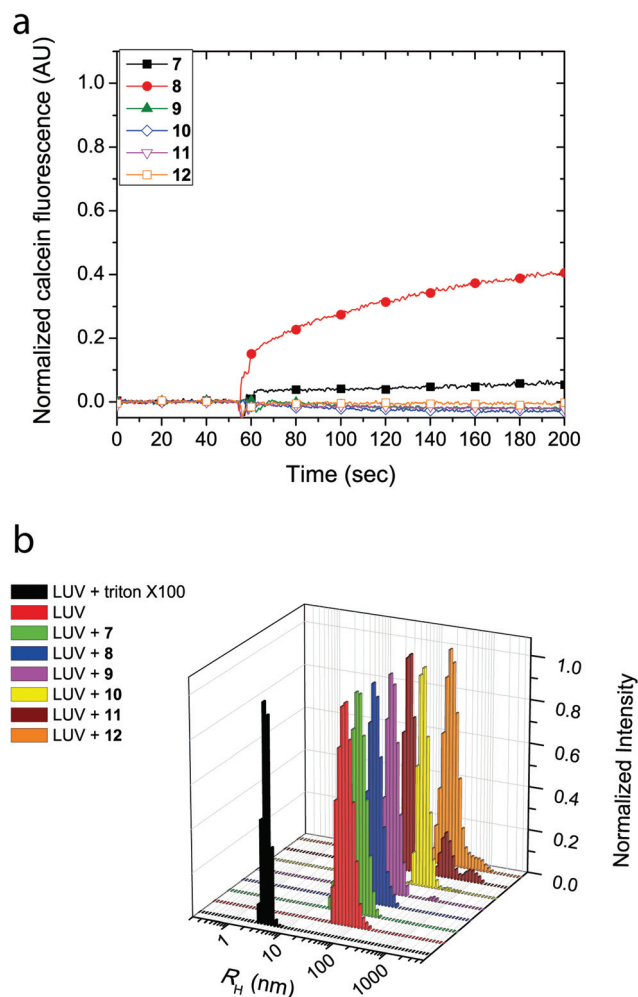 a
Normalized calcein fluorescence (AU)
1.0
0.8
0.6
0.4
0.2
0.0
7
8
9
10
11
12
0 20 40 60 80 100 120 140 160 180 200
Time (sec)
b
LUV + triton X100
LUV
LUV + 7
LUV + 8
LUV + 9
LUV + 10
LUV + 11
LUV + 12
1.0
0.8
0.6
0.4
0.2
0.0
Normalized Intensity
1 10 100 1000
R_H (nm)